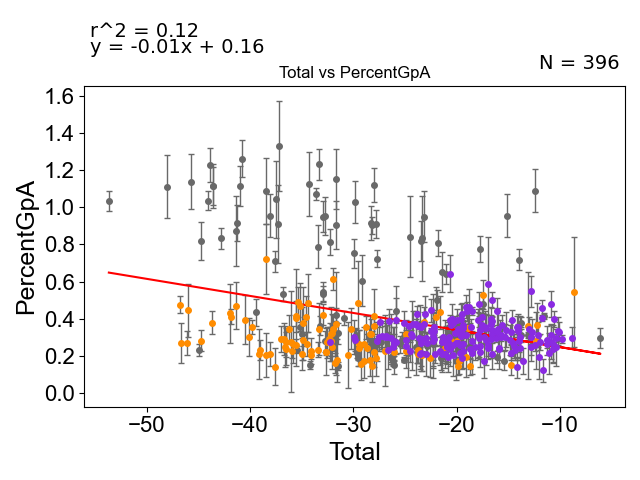 r^2 = 0.12
y = -0.01x + 0.16
N = 396
Total vs PercentGpA
PercentGpA
1.6
1.4
1.2
1.0
0.8
0.6
0.4
0.2
0.0
−50 −40 −30 −20 −10
Total